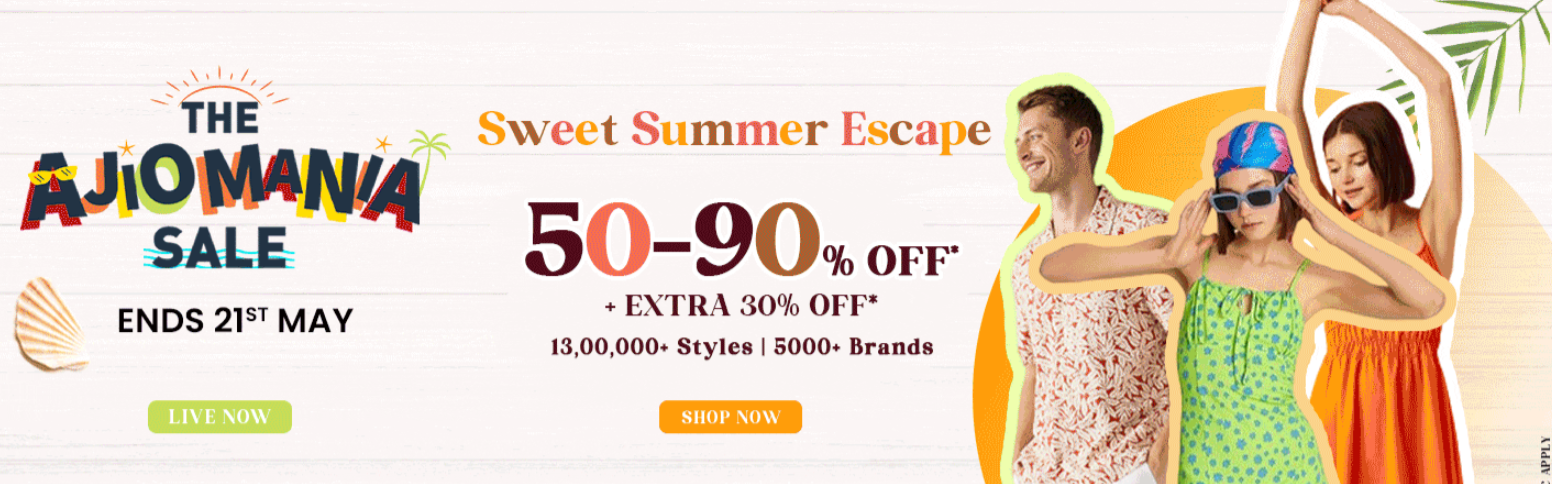 THE
AJIOMANIA
SALE
ENDS 21ST MAY
LIVE NOW
Sweet Summer Escape
50-90% OFF*
+ EXTRA 30% OFF*
13,00,000+ Styles | 5000+ Brands
SHOP NOW
APPLY